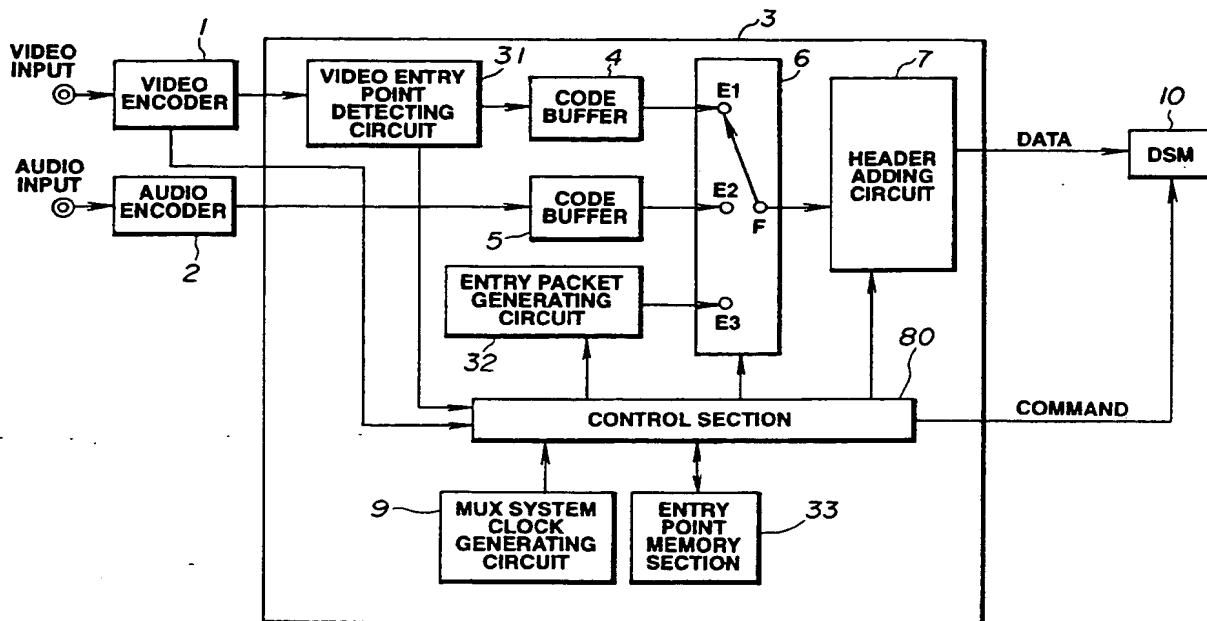 VIDEO
INPUT
1
VIDEO
ENCODER
AUDIO
INPUT
AUDIO
ENCODER
2
3
31
VIDEO ENTRY
POINT
DETECTING
CIRCUIT
4
CODE
BUFFER
5
CODE
BUFFER
ENTRY PACKET
GENERATING
CIRCUIT
32
6
E1
E2
F
E3
7
HEADER
ADDING
CIRCUIT
DATA
10
DSM
80
CONTROL SECTION
COMMAND
9
MUX SYSTEM
CLOCK
GENERATING
CIRCUIT
ENTRY
POINT
MEMORY
SECTION
33